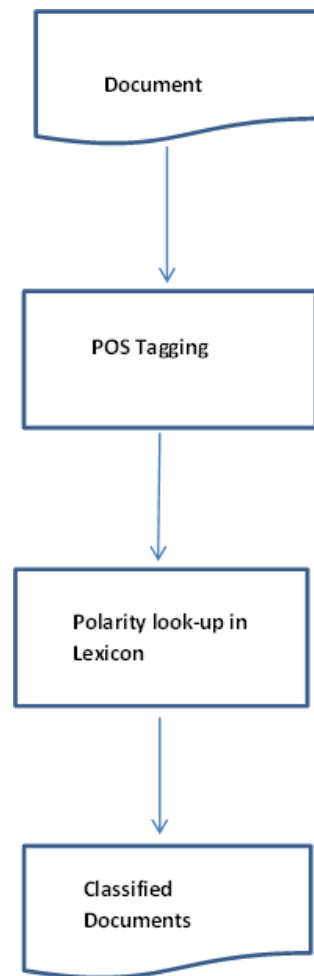 Document
POS Tagging
Polarity look-up in
Lexicon
Classified
Documents